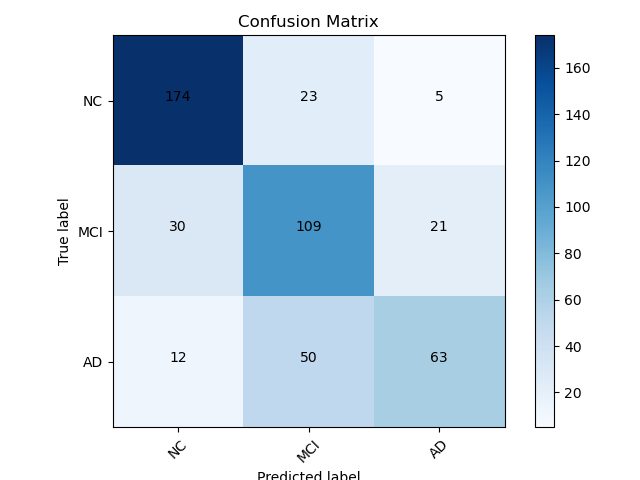 Confusion Matrix
NC 174 23 5
MCI 30 109 21
AD 12 50 63
NC MCI AD
True label
Predicted label
160
140
120
100
80
60
40
20